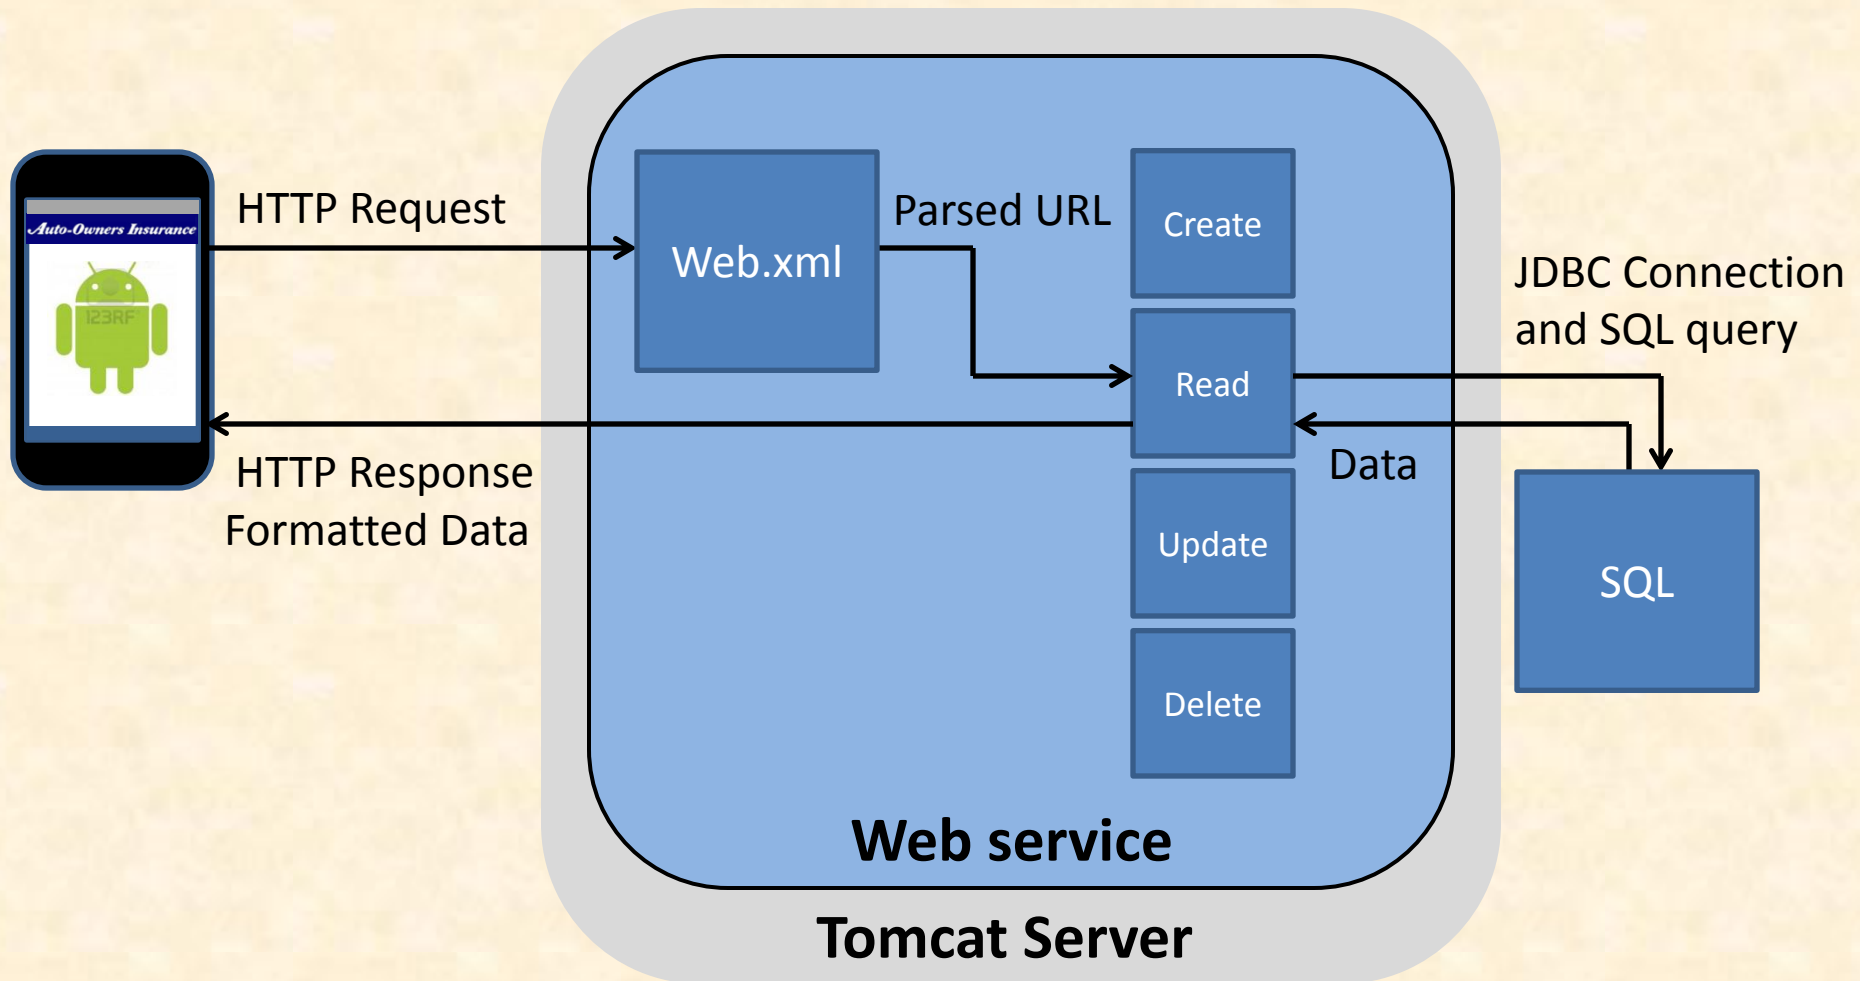 Auto-Owners Insurance
123RF
HTTP Request
HTTP Response
Formatted Data
Web.xml
Parsed URL
Create
Read
Update
Delete
JDBC Connection
and SQL query
Data
SQL
Web service
Tomcat Server